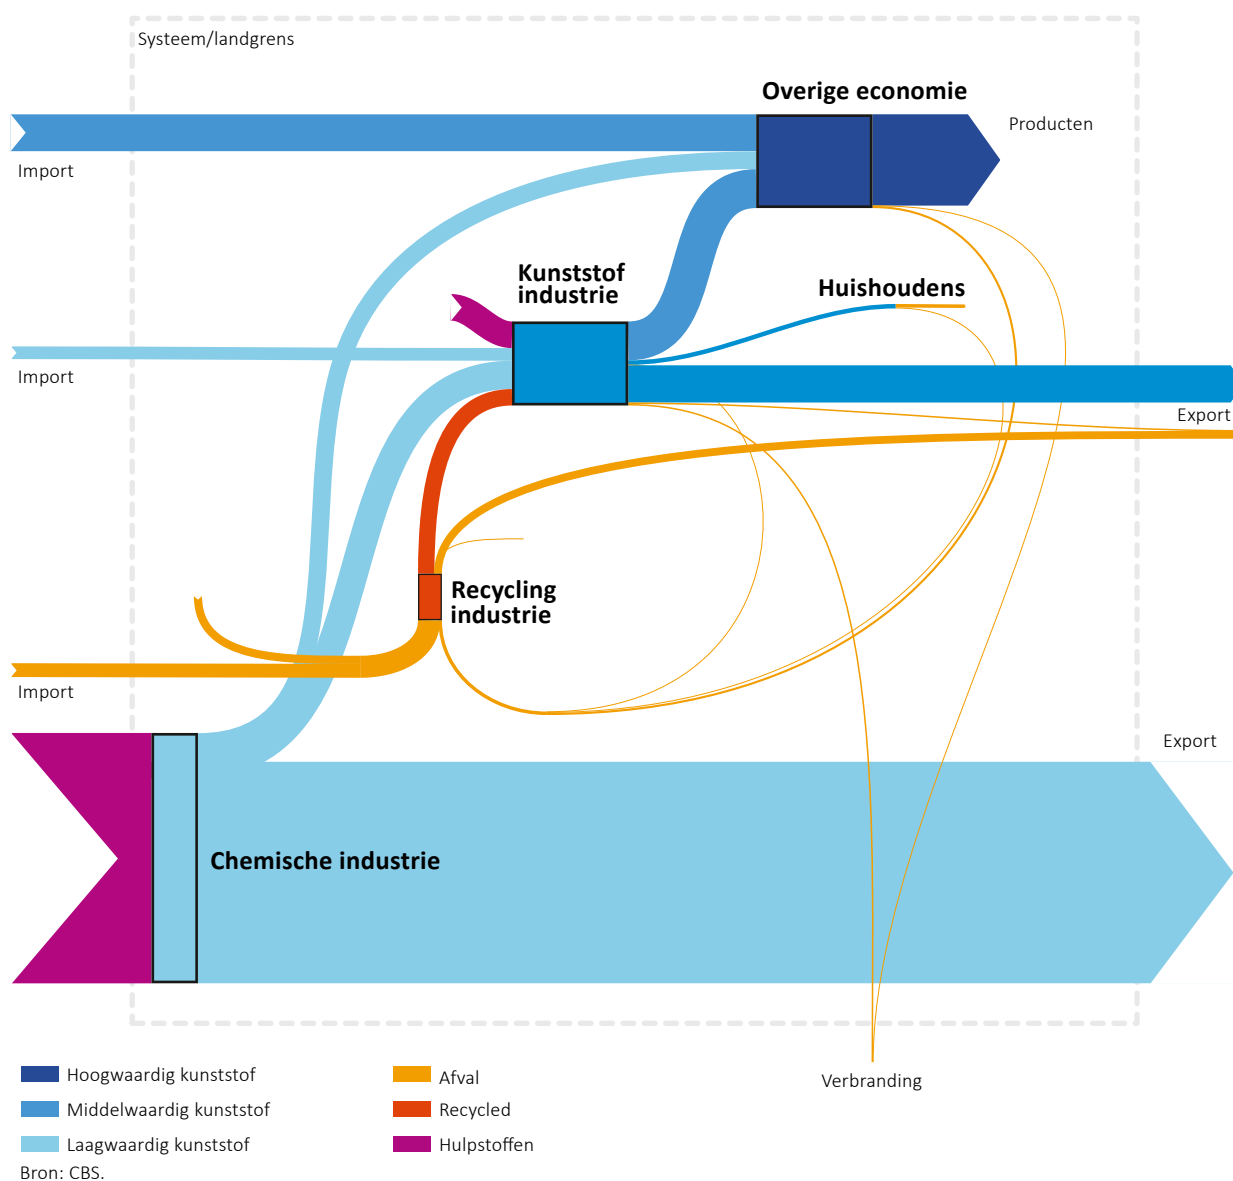 Systeem/landgrens
Overige economie
Producten
Import
Kunststof
industrie
Huishoudens
Import
Export
Recycling
industrie
Import
Export
Chemische industrie
Verbranding
Hoogwaardig kunststof
Middelwaardig kunststof
Laagwaardig kunststof
Afval
Recycled
Hulpstoffen
Bron: CBS.